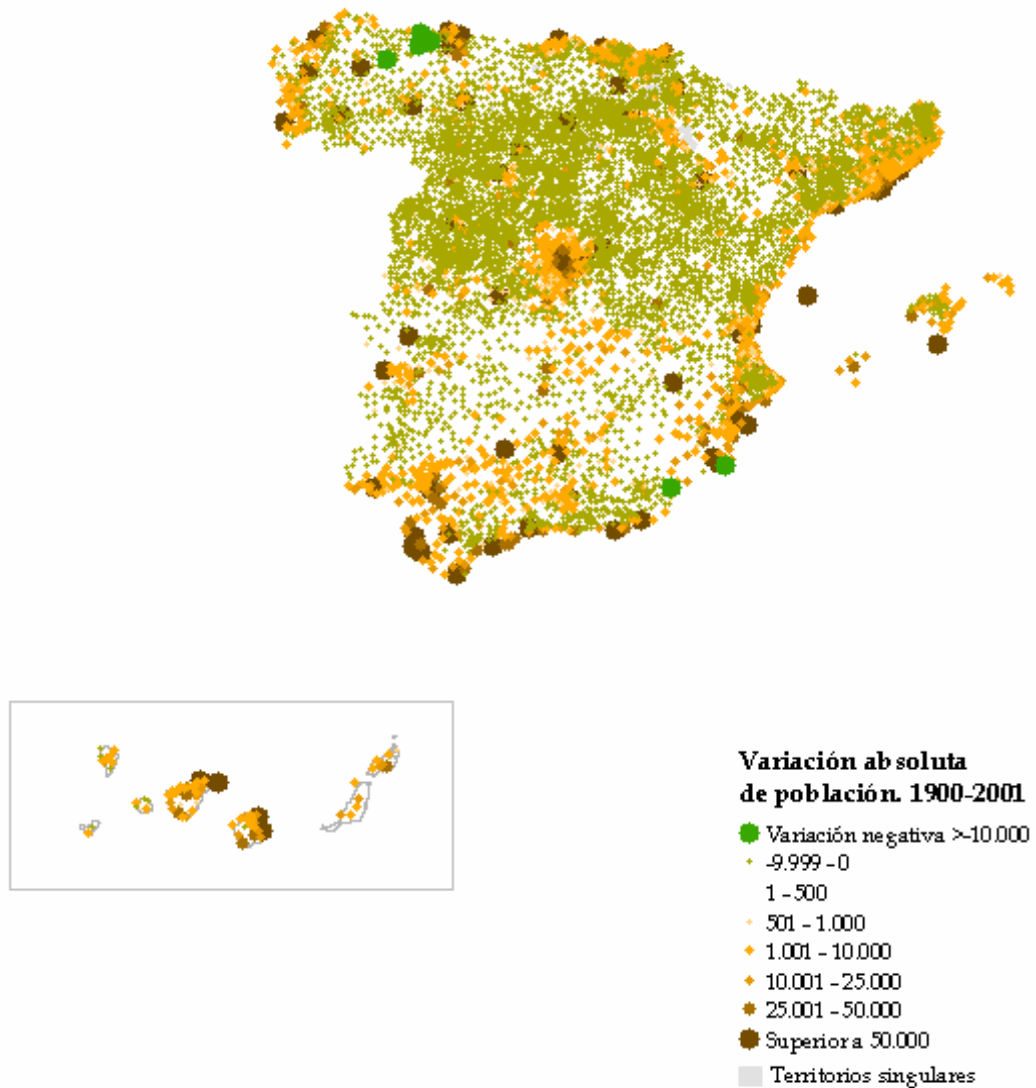 Variación absoluta
de población. 1900-2001
Variación negativa >-10.000
-9.999 - 0
1 - 500
501 - 1.000
1.001 - 10.000
10.001 - 25.000
25.001 - 50.000
Superior a 50.000
Territorios singulares